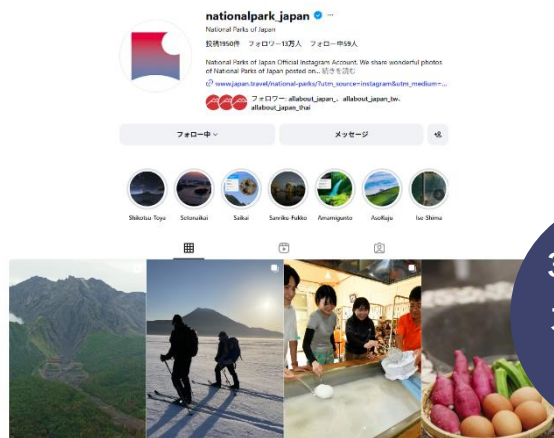 nationalpark_japan
National Parks of Japan
投稿1950件 フォロワー13万人 フォロー中59人
National Parks of Japan Official Instagram Account. We share wonderful photos
of National Parks of Japan posted on... 続きを読む
www.japan.travel/national-parks/?utm_source=instagram&utm_medium=...
フォロワー: allabout_japan_、allabout_japan_tw、
allabout_japan_thai
フォロー中
メッセージ
Shikotsu-Toya
Setonaikai
Saikai
Sanriku-Fukko
Amamigunto
AsoKuju
Ise-Shima
3